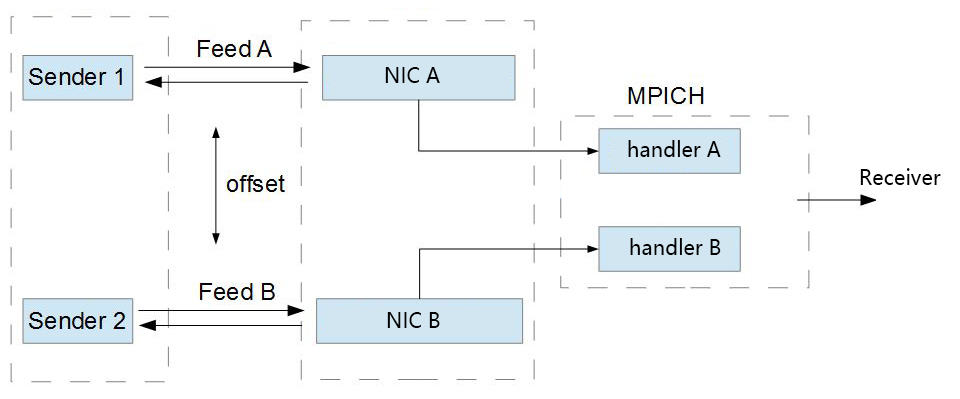 Feed A
Sender 1
NIC A
MPICH
handler A
offset
Receiver
handler B
Feed B
Sender 2
NIC B